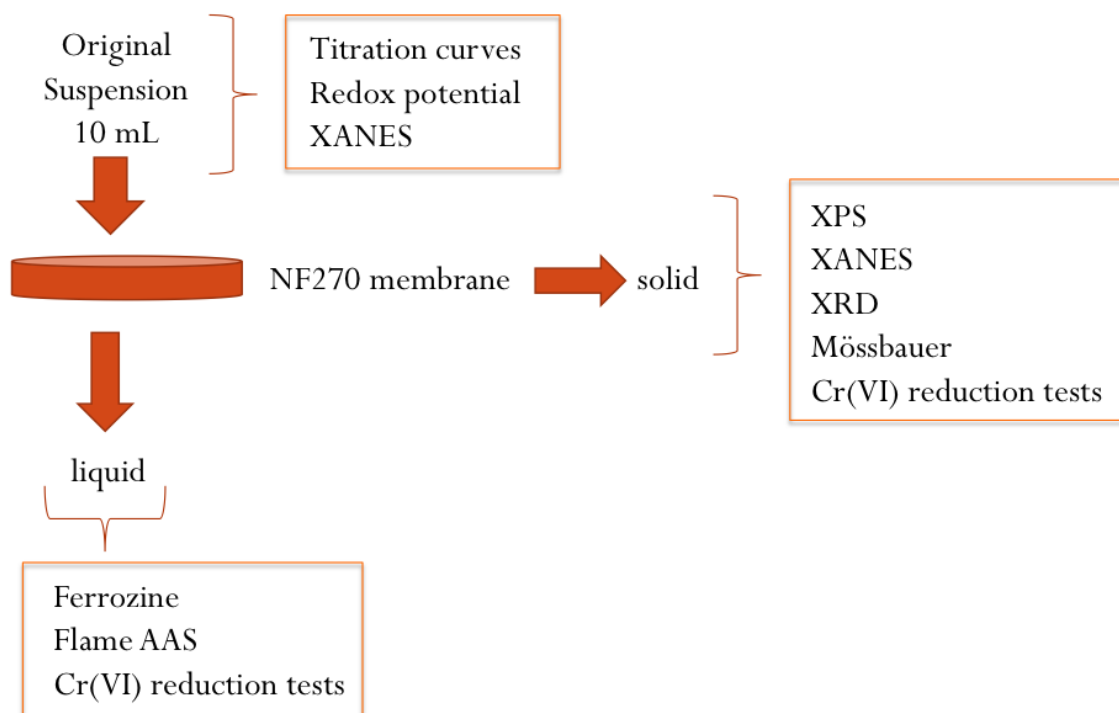 Original
Suspension
10 mL
Titration curves
Redox potential
XANES
NF270 membrane
solid
XPS
XANES
XRD
Mössbauer
Cr(VI) reduction tests
liquid
Ferrozine
Flame AAS
Cr(VI) reduction tests